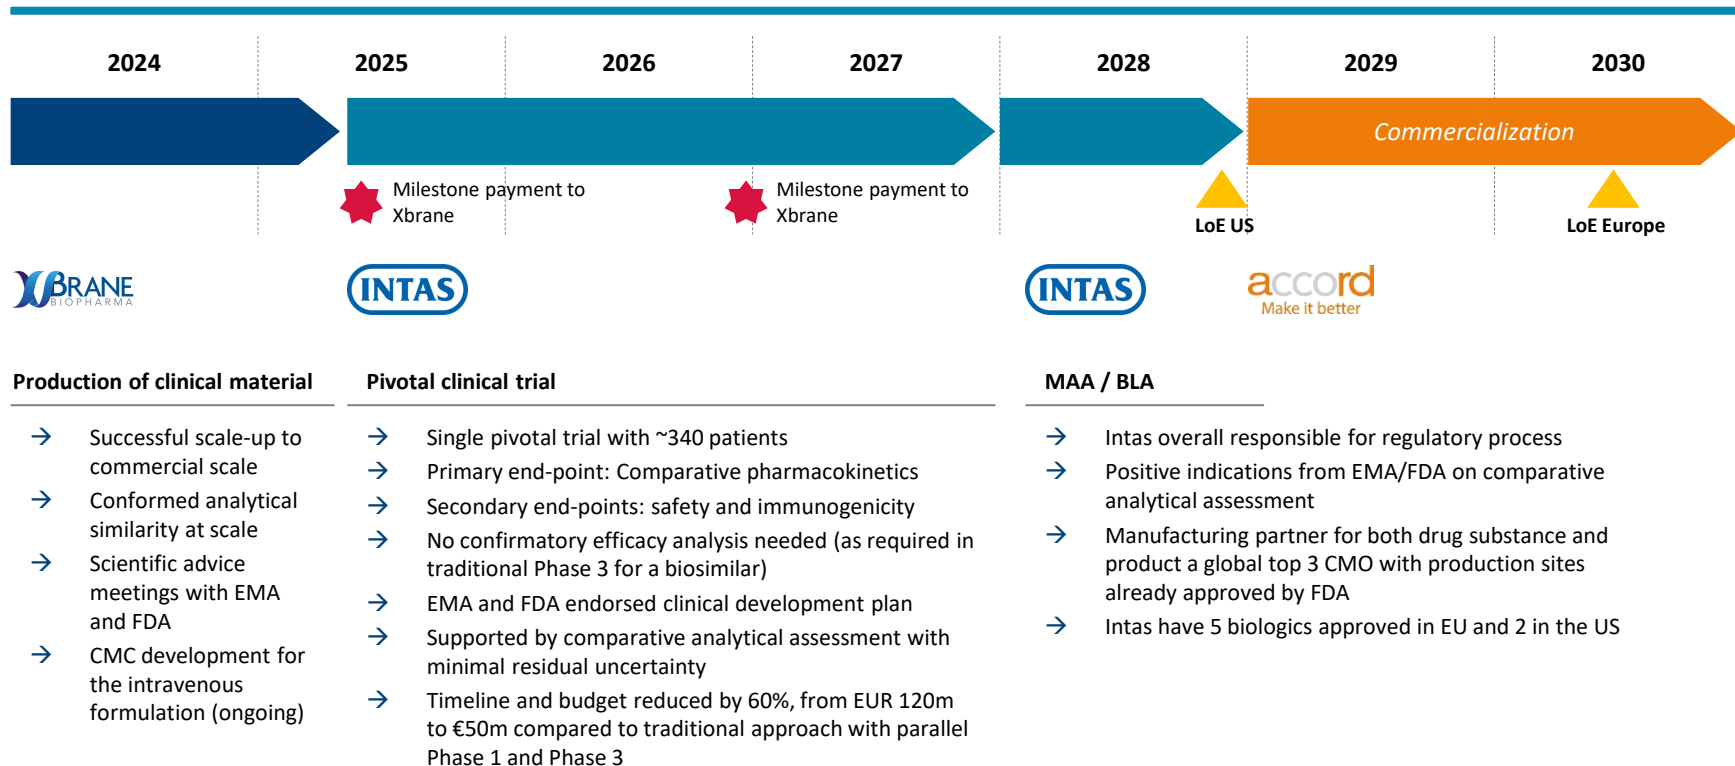 2024
2025
2026
2027
2028
2029
2030
Commercialization
Milestone payment to
Xbrane
Milestone payment to
Xbrane
LoE US
LoE Europe
XBRANE
BIOPHARMA
INTAS
INTAS
accord
Make it better
Production of clinical material
→ Successful scale-up to
commercial scale
→ Conformed analytical
similarity at scale
→ Scientific advice
meetings with EMA
and FDA
→ CMC development for
the intravenous
formulation (ongoing)
Pivotal clinical trial
→ Single pivotal trial with ~340 patients
→ Primary end-point: Comparative pharmacokinetics
→ Secondary end-points: safety and immunogenicity
→ No confirmatory efficacy analysis needed (as required in
traditional Phase 3 for a biosimilar)
→ EMA and FDA endorsed clinical development plan
→ Supported by comparative analytical assessment with
minimal residual uncertainty
→ Timeline and budget reduced by 60%, from EUR 120m
to €50m compared to traditional approach with parallel
Phase 1 and Phase 3
MAA / BLA
→ Intas overall responsible for regulatory process
→ Positive indications from EMA/FDA on comparative
analytical assessment
→ Manufacturing partner for both drug substance and
product a global top 3 CMO with production sites
already approved by FDA
→ Intas have 5 biologics approved in EU and 2 in the US